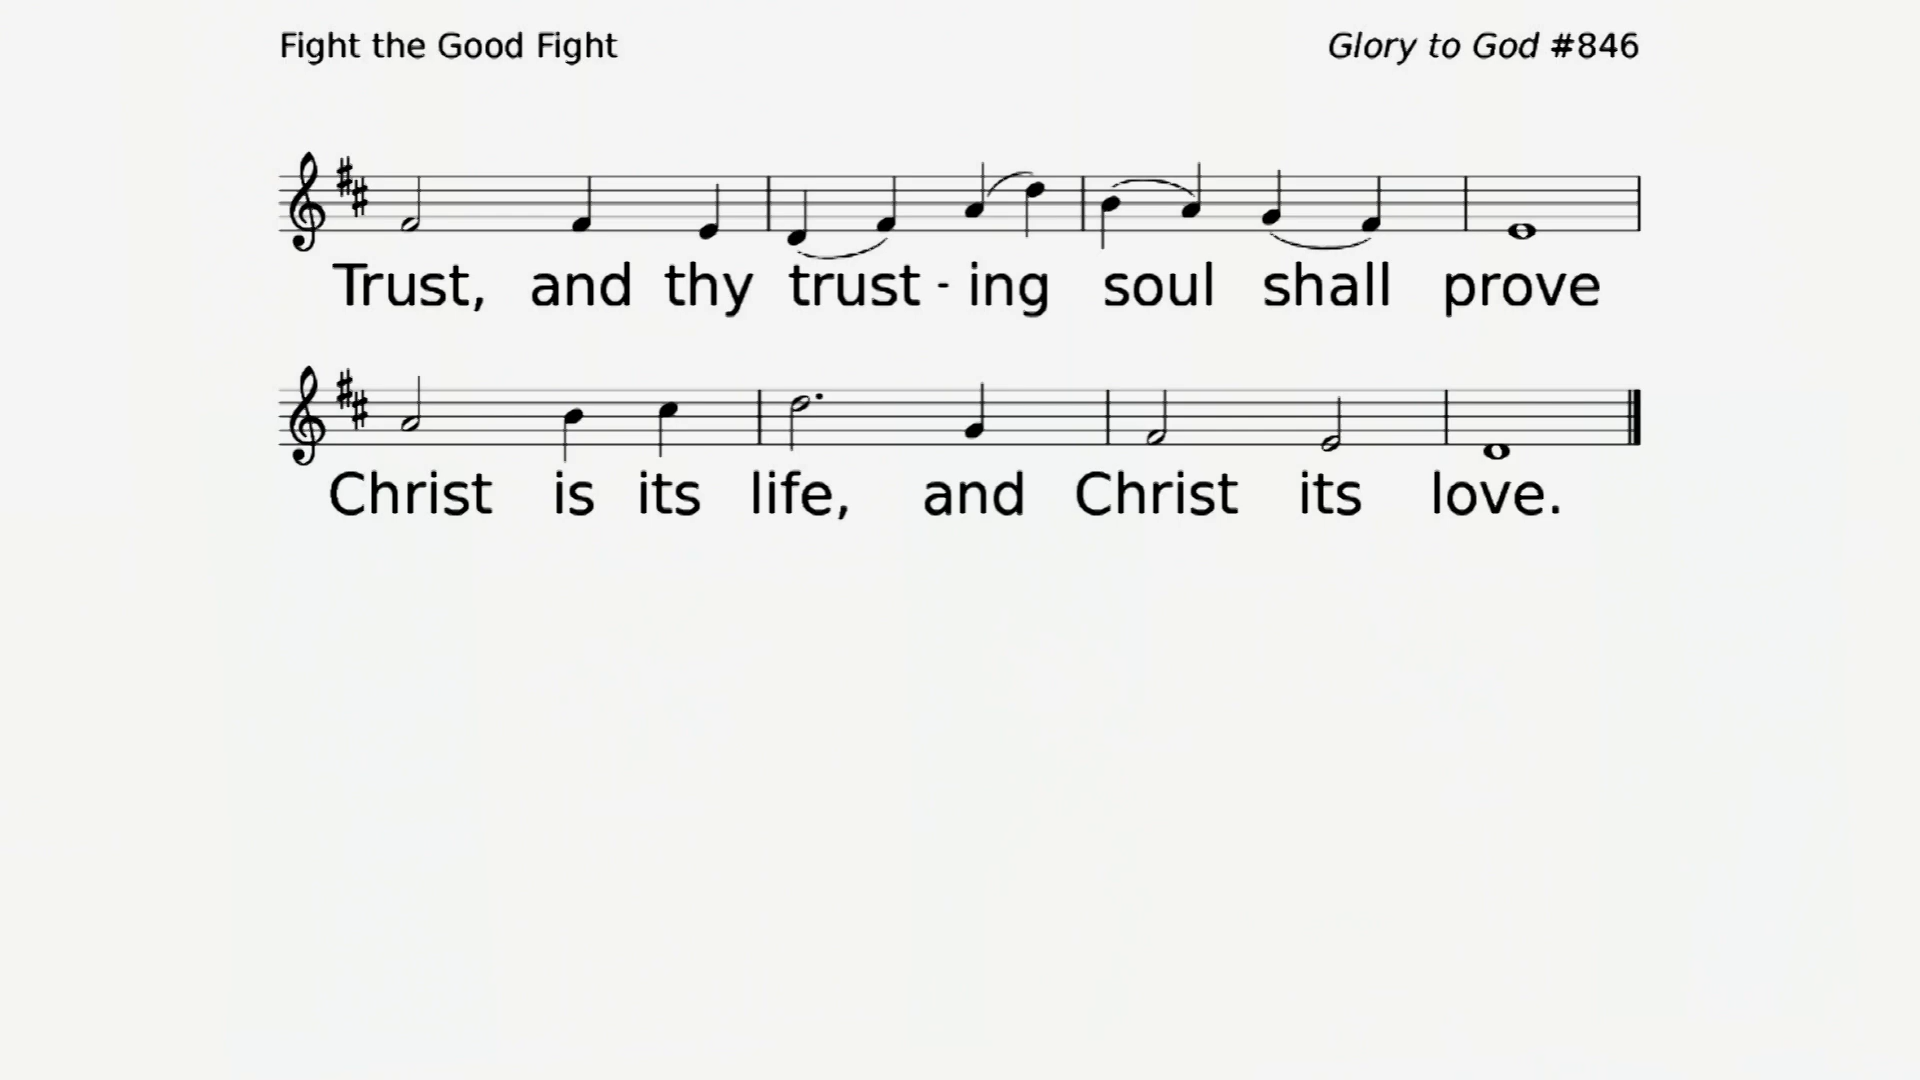 Fight the Good Fight Glory to God #846
Trust, and thy trust - ing soul shall prove
Christ is its life, and Christ its love.